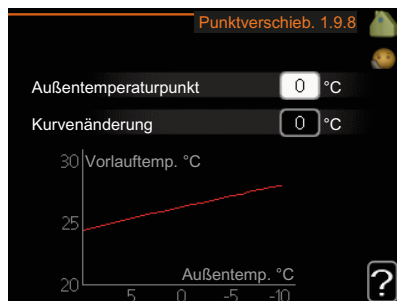 Punktverschieb. 1.9.8
Außentemperaturpunkt 0 °C
Kurvenänderung 0 °C
30 Vorlauftemp. °C
25
Außentemp. °C
20
5 0 -5 -10
?